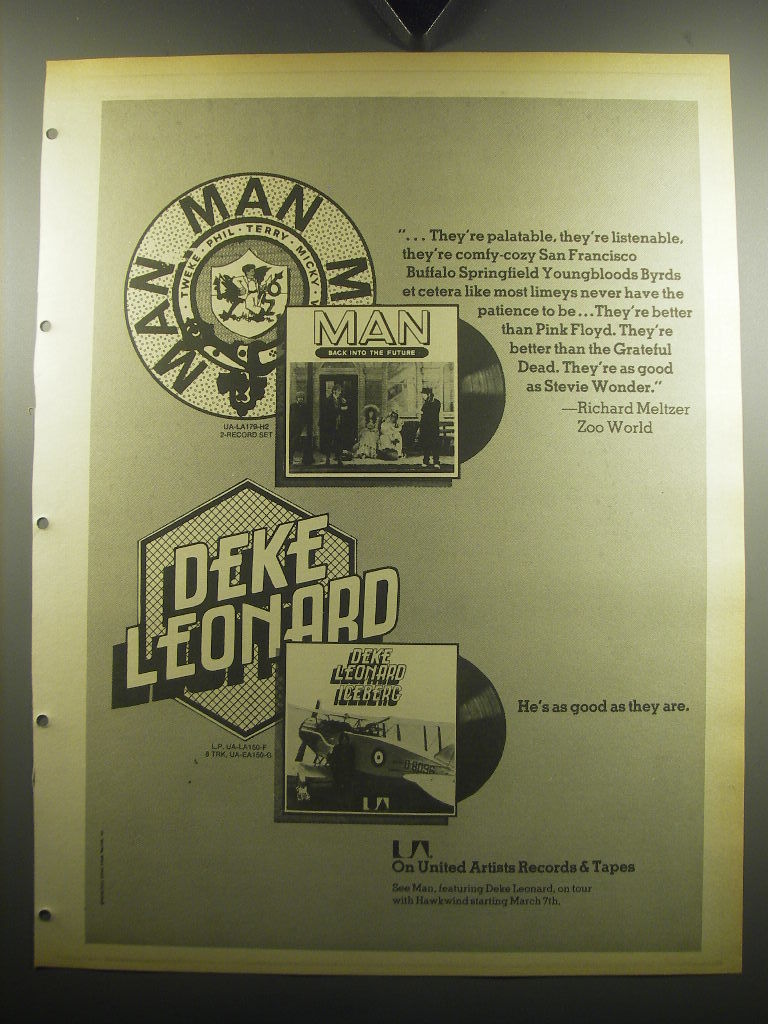 MAN MAN M
TWEKE · PHIL · TERRY · MICKY ·
MAN
BACK INTO THE FUTURE
UA-LA179-H2
2-RECORD SET
"... They're palatable, they're listenable,
they're comfy-cozy San Francisco
Buffalo Springfield Youngbloods Byrds
et cetera like most limeys never have the
patience to be...They're better
than Pink Floyd. They're
better than the Grateful
Dead. They're as good
as Stevie Wonder."
—Richard Meltzer
Zoo World
DEKE
LEONARD
DEKE
LEONARD
ICEBERG
D-8096
UA
L.P. UA-LA160-F
8 TRK. UA-EA160-G
He's as good as they are.
UA
On United Artists Records & Tapes
See Man, featuring Deke Leonard, on tour
with Hawkwind starting March 7th.